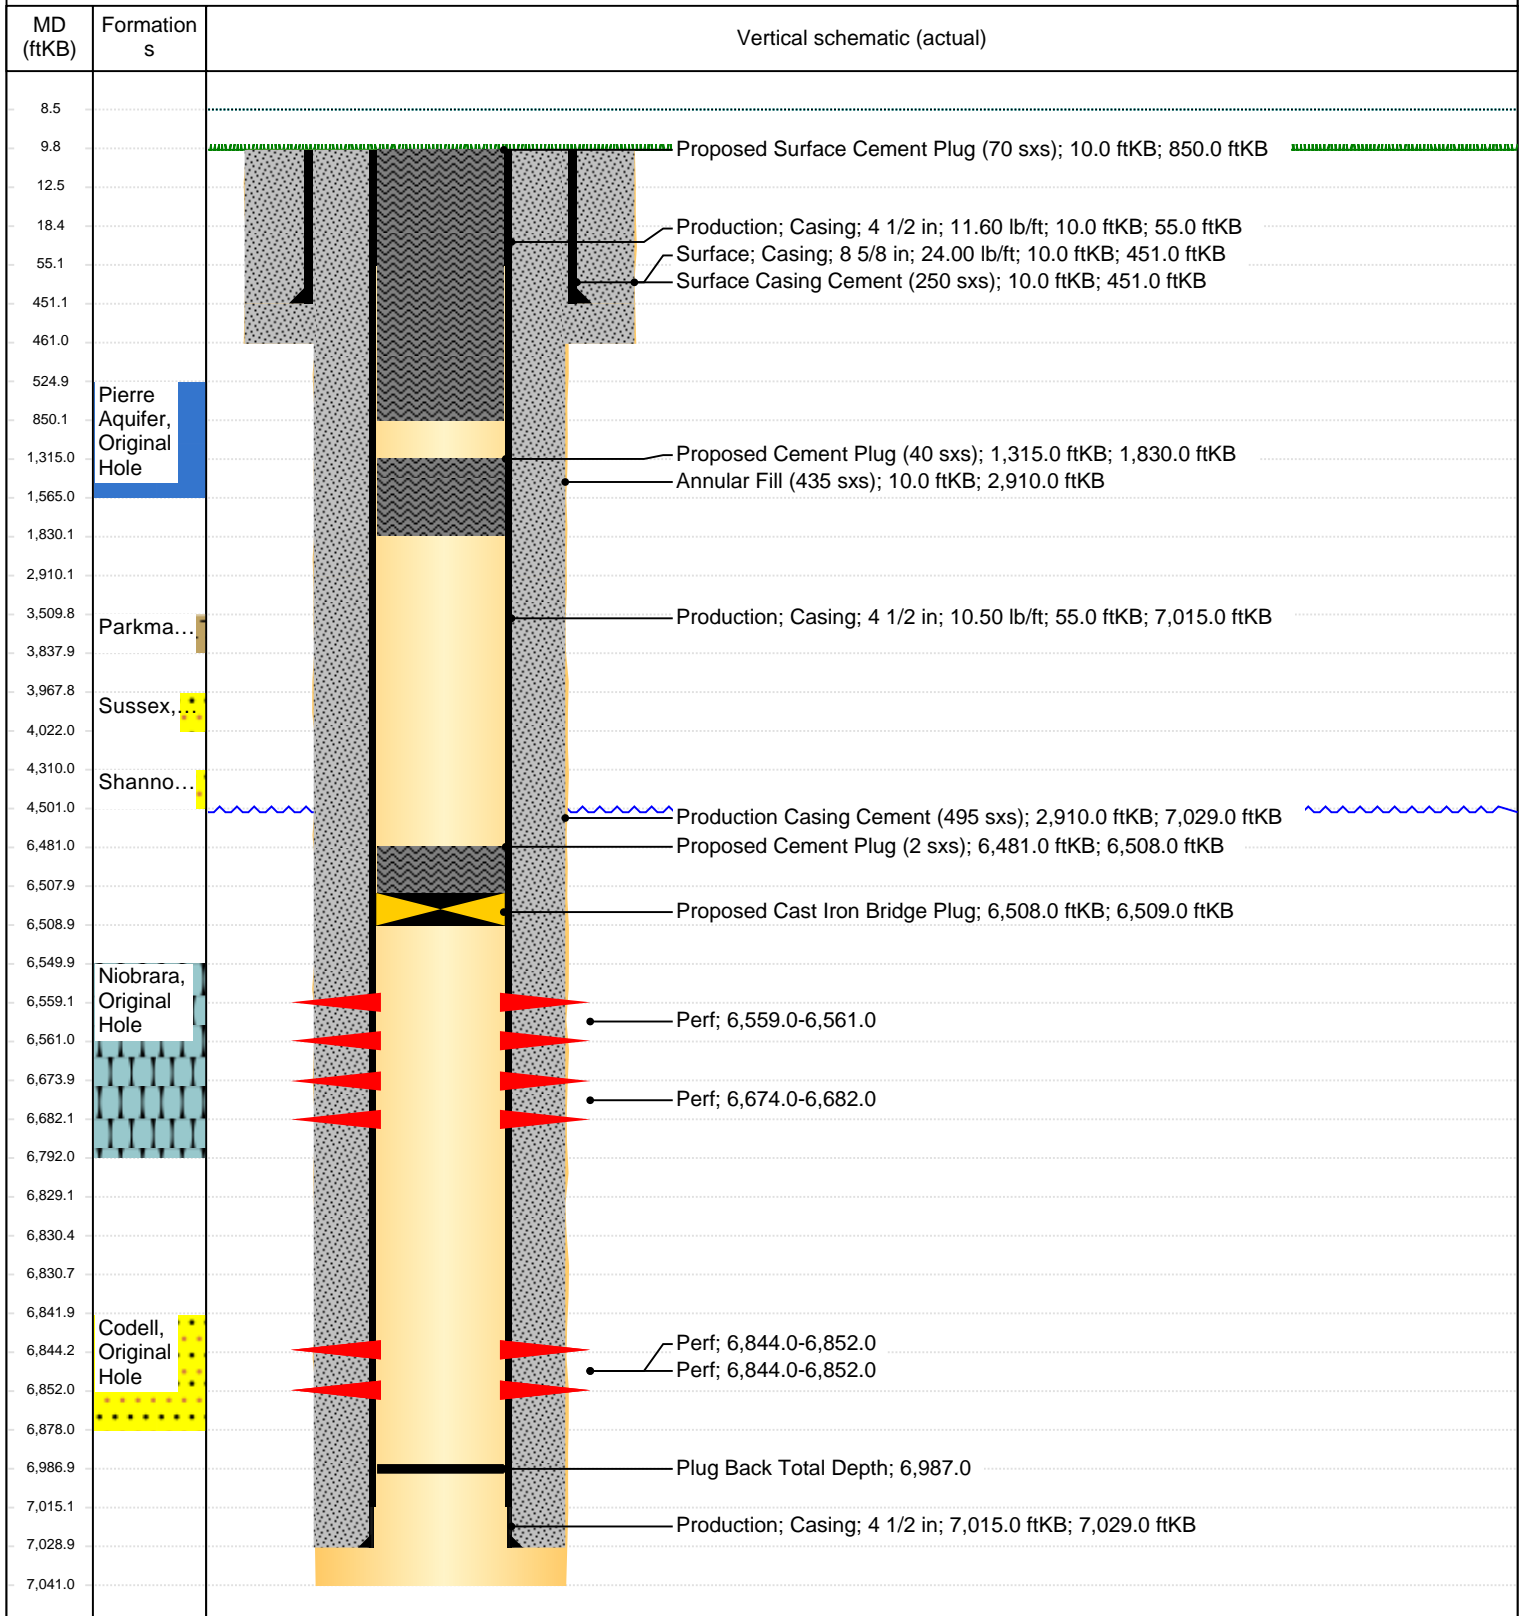 MD
(ftKB)
Formation
s
Vertical schematic (actual)
8.5
9.8
12.5
18.4
55.1
451.1
461.0
524.9
850.1
1,315.0
1,565.0
1,830.1
2,910.1
3,509.8
3,837.9
3,967.8
4,022.0
4,310.0
4,501.0
6,481.0
6,507.9
6,508.9
6,549.9
6,559.1
6,561.0
6,673.9
6,682.1
6,792.0
6,829.1
6,830.4
6,830.7
6,841.9
6,844.2
6,852.0
6,878.0
6,986.9
7,015.1
7,028.9
7,041.0
Pierre
Aquifer,
Original
Hole
Parkma...
Sussex,...
Shanno...
Niobrara,
Original
Hole
Codell,
Original
Hole
Proposed Surface Cement Plug (70 sxs); 10.0 ftKB; 850.0 ftKB
Production; Casing; 4 1/2 in; 11.60 lb/ft; 10.0 ftKB; 55.0 ftKB
Surface; Casing; 8 5/8 in; 24.00 lb/ft; 10.0 ftKB; 451.0 ftKB
Surface Casing Cement (250 sxs); 10.0 ftKB; 451.0 ftKB
Proposed Cement Plug (40 sxs); 1,315.0 ftKB; 1,830.0 ftKB
Annular Fill (435 sxs); 10.0 ftKB; 2,910.0 ftKB
Production; Casing; 4 1/2 in; 10.50 lb/ft; 55.0 ftKB; 7,015.0 ftKB
Production Casing Cement (495 sxs); 2,910.0 ftKB; 7,029.0 ftKB
Proposed Cement Plug (2 sxs); 6,481.0 ftKB; 6,508.0 ftKB
Proposed Cast Iron Bridge Plug; 6,508.0 ftKB; 6,509.0 ftKB
Perf; 6,559.0-6,561.0
Perf; 6,674.0-6,682.0
Perf; 6,844.0-6,852.0
Perf; 6,844.0-6,852.0
Plug Back Total Depth; 6,987.0
Production; Casing; 4 1/2 in; 7,015.0 ftKB; 7,029.0 ftKB